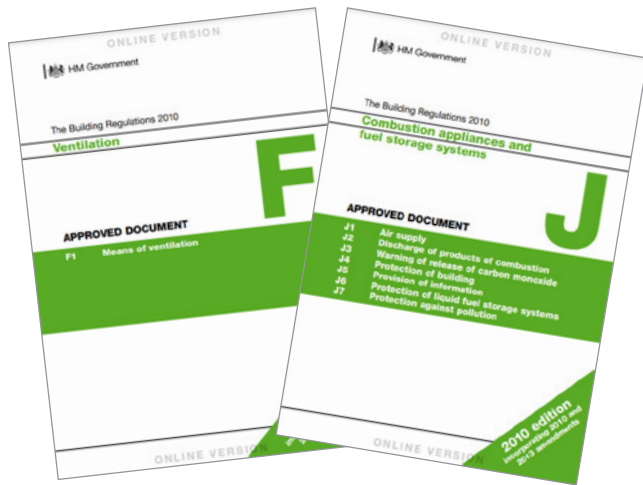 ONLINE VERSION
HM Government
The Building Regulations 2010
Ventilation
F
APPROVED DOCUMENT
F1 Means of ventilation
ONLINE VERSION
ONLINE VERSION
HM Government
The Building Regulations 2010
Combustion appliances and
fuel storage systems
J
APPROVED DOCUMENT
J1 Air supply
J2 Discharge of products of combustion
J3 Warning of release of carbon monoxide
J4 Protection of building
J5 Provision of information
J6 Protection of liquid fuel storage systems
J7 Protection against pollution
2010 edition
incorporating 2010 and
2013 amendments
ONLINE VERSION